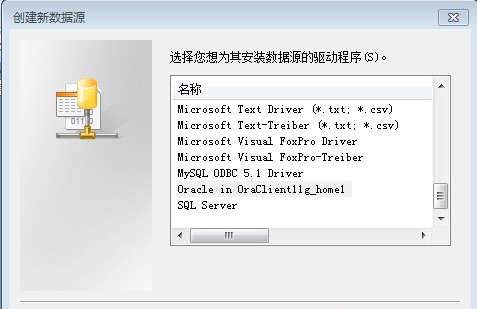 创建新数据源
选择您想为其安装数据源的驱动程序(S)。
名称
Microsoft Text Driver (*.txt; *.csv)
Microsoft Text-Treiber (*.txt; *.csv)
Microsoft Visual FoxPro Driver
Microsoft Visual FoxPro-Treiber
MySQL ODBC 5.1 Driver
Oracle in OraClient11g_home1
SQL Server